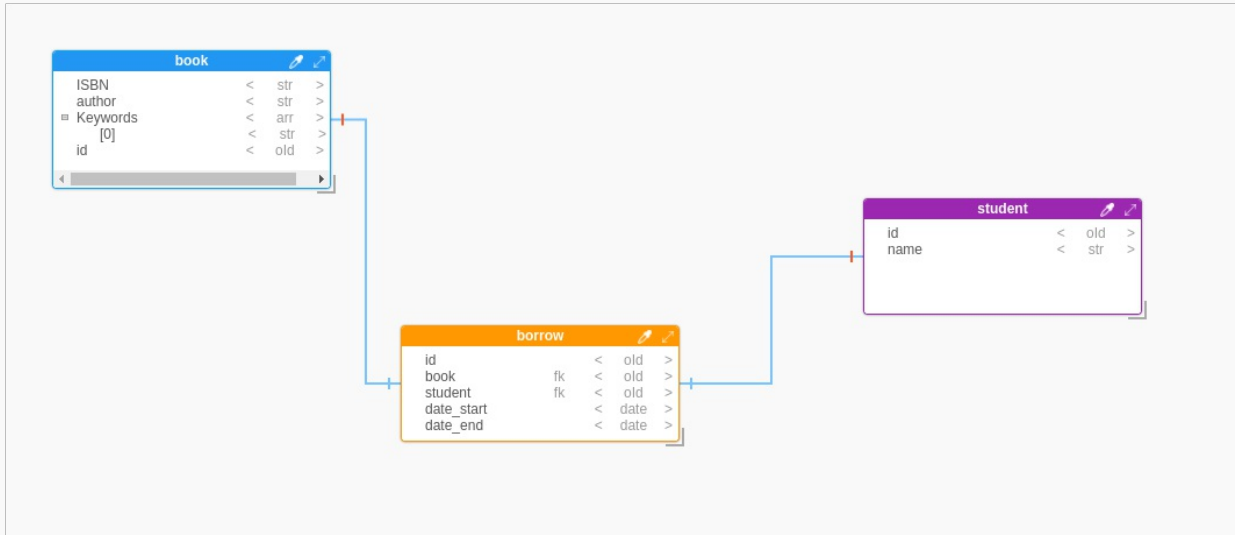 book
ISBN < str >
author < str >
Keywords < arr >
[0] < str >
id < oId >
student
id < oId >
name < str >
borrow
id < oId >
book fk < oId >
student fk < oId >
date_start < date >
date_end < date >